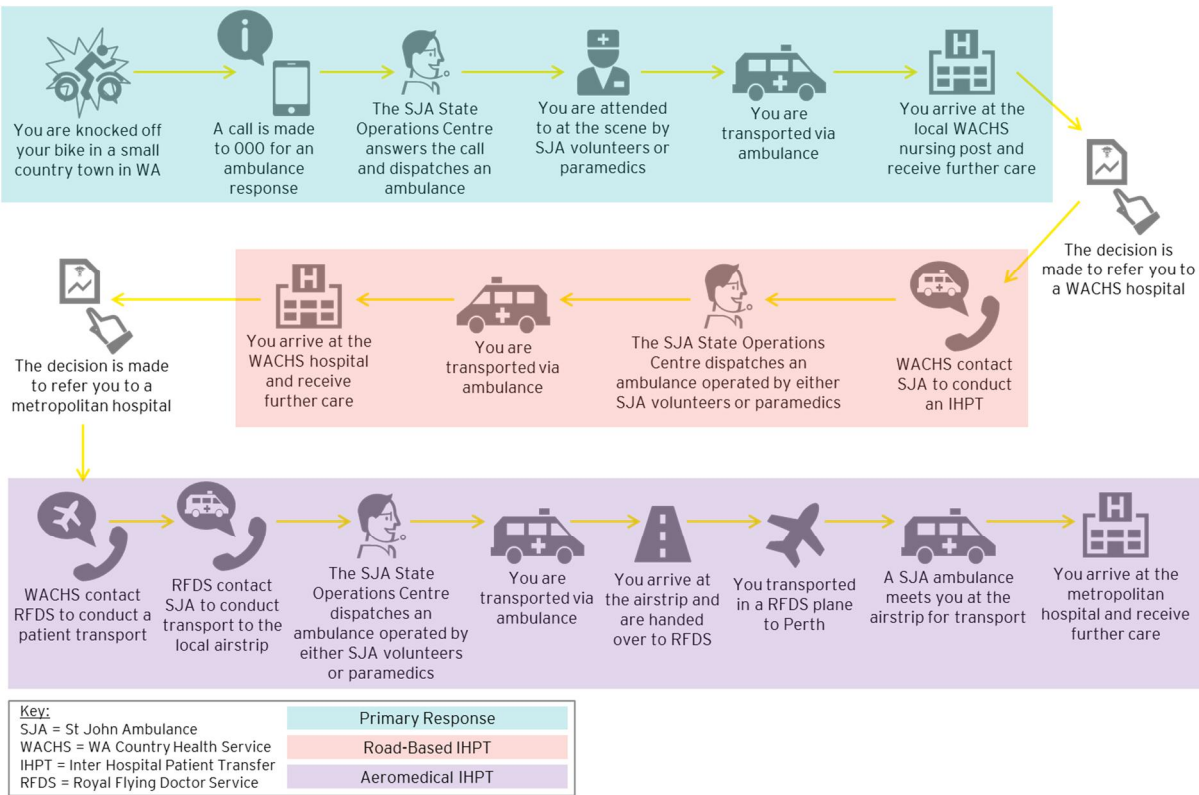 You are knocked off
your bike in a small
country town in WA
A call is made
to 000 for an
ambulance
response
The SJA State
Operations Centre
answers the call
and dispatches an
ambulance
You are attended
to at the scene by
SJA volunteers or
paramedics
You are
transported via
ambulance
You arrive at the
local WACHS
nursing post and
receive further care
The decision is
made to refer you to
a WACHS hospital
WACHS contact
SJA to conduct
an IHPT
The SJA State Operations
Centre dispatches an
ambulance operated by either
SJA volunteers or paramedics
You are
transported via
ambulance
You arrive at the
WACHS hospital
and receive
further care
The decision is made
to refer you to a
metropolitan hospital
WACHS contact
RFDS to conduct a
patient transport
RFDS contact
SJA to conduct
transport to the
local airstrip
The SJA State
Operations Centre
dispatches an
ambulance operated by
either SJA volunteers
or paramedics
You are
transported via
ambulance
You arrive at
the airstrip and
are handed
over to RFDS
You transported
in a RFDS plane
to Perth
A SJA ambulance
meets you at the
airstrip for transport
You arrive at the
metropolitan
hospital and receive
further care
Key:
SJA = St John Ambulance
WACHS = WA Country Health Service
IHPT = Inter Hospital Patient Transfer
RFDS = Royal Flying Doctor Service
Primary Response
Road-Based IHPT
Aeromedical IHPT